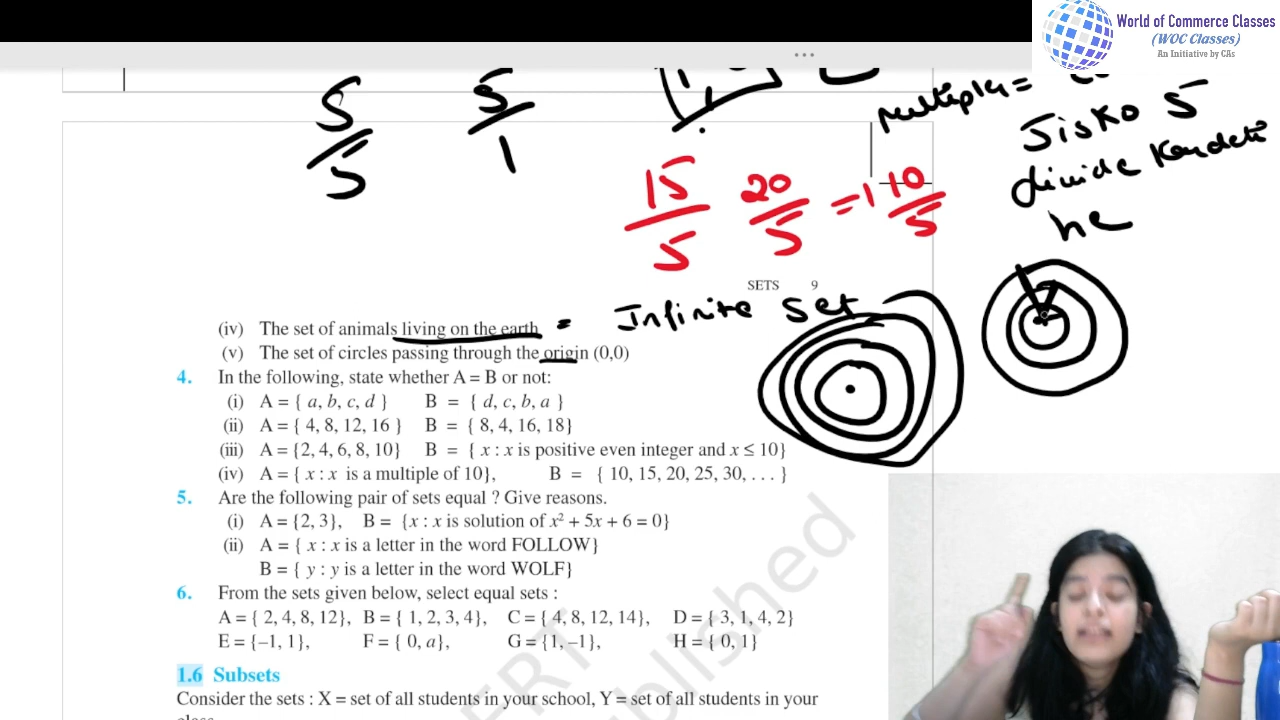 World of Commerce Classes
(WOC Classes)
An Initiative by CAs
5/5 5/1
Multiples =
Jisko 5
divide kardete
he
15/5 20/5 = 1 10/5
SETS 9
Infinite Set
(iv) The set of animals living on the earth =
(v) The set of circles passing through the origin (0,0)
4. In the following, state whether A = B or not:
(i) A = { a, b, c, d } B = { d, c, b, a }
(ii) A = { 4, 8, 12, 16 } B = { 8, 4, 16, 18}
(iii) A = {2, 4, 6, 8, 10} B = { x : x is positive even integer and x ≤ 10}
(iv) A = { x : x is a multiple of 10}, B = { 10, 15, 20, 25, 30, . . . }
5. Are the following pair of sets equal ? Give reasons.
(i) A = {2, 3}, B = {x : x is solution of x² + 5x + 6 = 0}
(ii) A = { x : x is a letter in the word FOLLOW}
B = { y : y is a letter in the word WOLF}
6. From the sets given below, select equal sets :
A = { 2, 4, 8, 12}, B = { 1, 2, 3, 4}, C = { 4, 8, 12, 14}, D = { 3, 1, 4, 2}
E = {–1, 1}, F = { 0, a}, G = {1, –1}, H = { 0, 1}
1.6 Subsets
Consider the sets : X = set of all students in your school, Y = set of all students in your